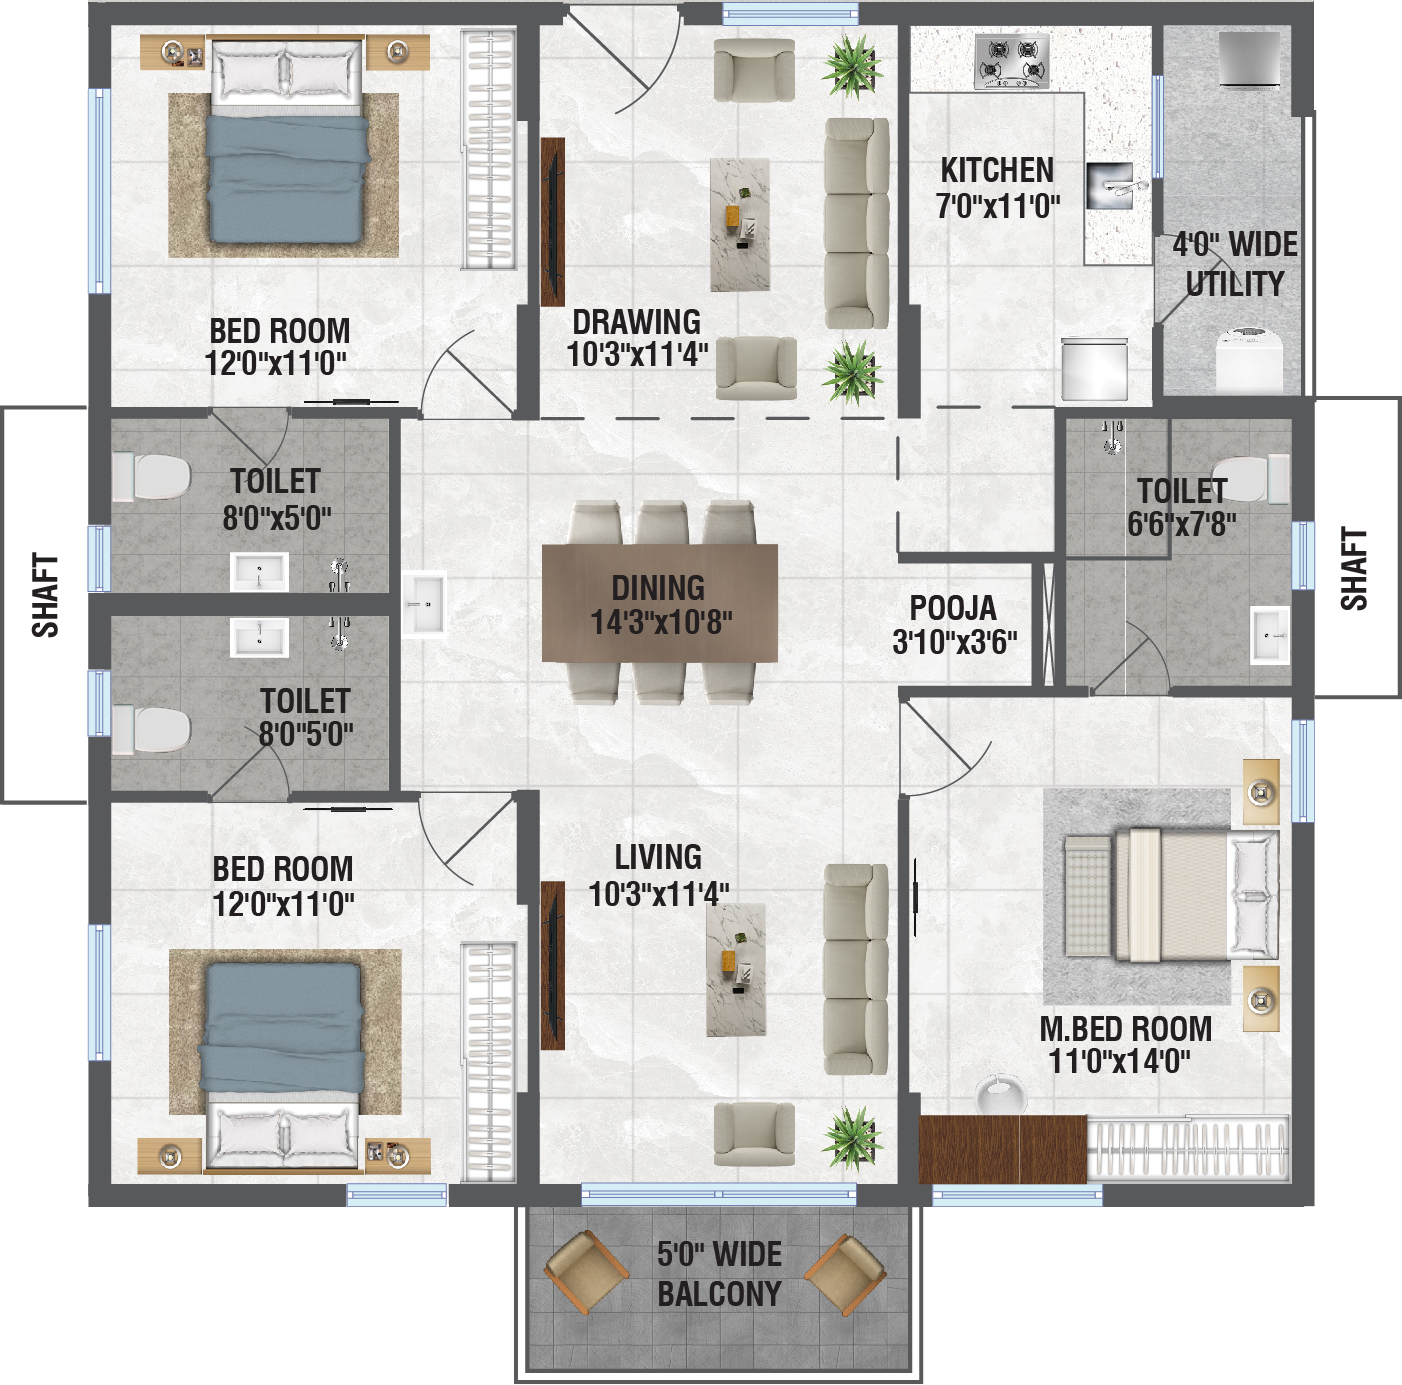 KITCHEN
7'0"x11'0"
4'0" WIDE
UTILITY
BED ROOM
12'0"x11'0"
DRAWING
10'3"x11'4"
TOILET
8'0"x5'0"
TOILET
6'6"x7'8"
SHAFT
SHAFT
DINING
14'3"x10'8"
POOJA
3'10"x3'6"
TOILET
8'0"5'0"
BED ROOM
12'0"x11'0"
LIVING
10'3"x11'4"
M.BED ROOM
11'0"x14'0"
5'0" WIDE
BALCONY